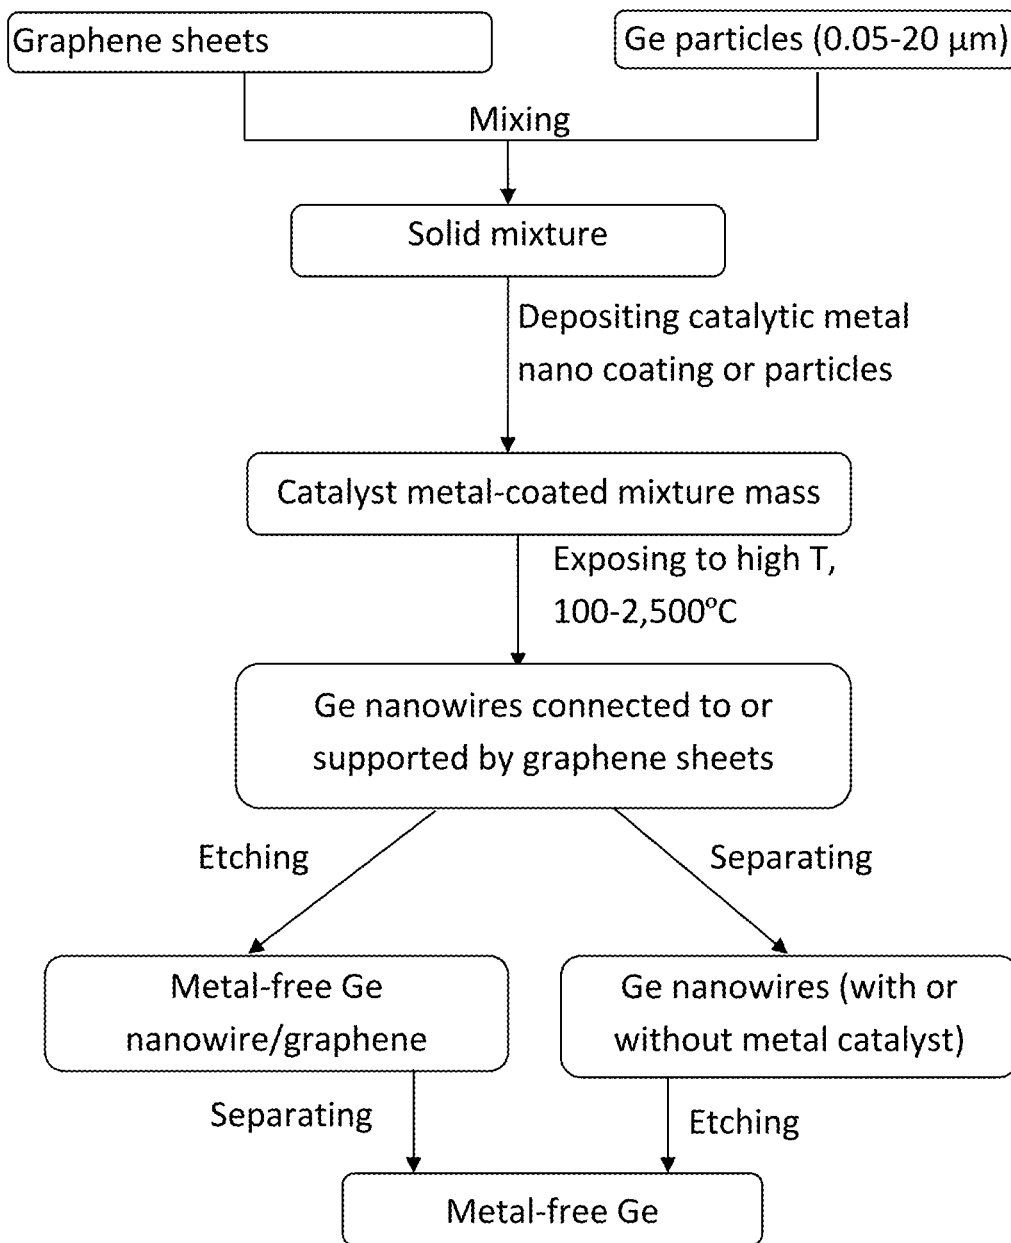 Graphene sheets
Ge particles (0.05-20 μm)
Mixing
Solid mixture
Depositing catalytic metal
nano coating or particles
Catalyst metal-coated mixture mass
Exposing to high T,
100-2,500°C
Ge nanowires connected to or
supported by graphene sheets
Etching
Separating
Metal-free Ge
nanowire/graphene
Ge nanowires (with or
without metal catalyst)
Separating
Etching
Metal-free Ge